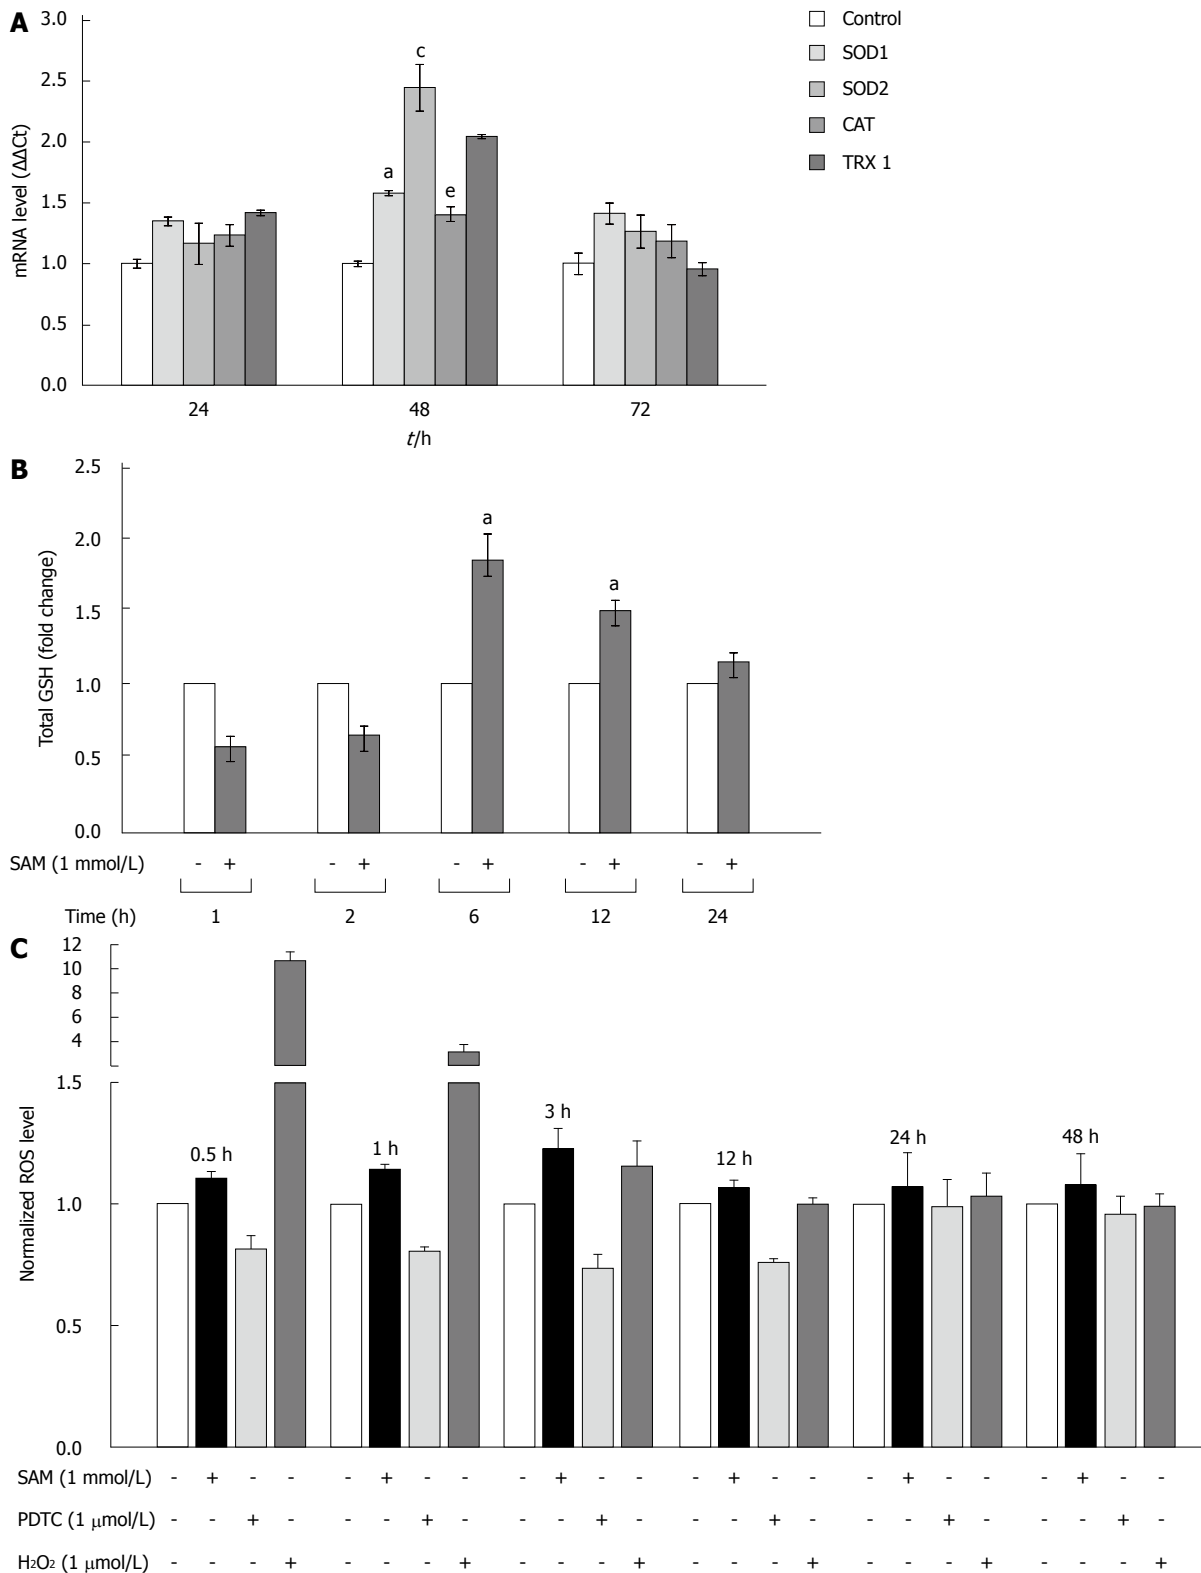 A
3.0
2.5
2.0
1.5
1.0
0.5
0.0
mRNA level (ΔΔCt)
a
c
e
24 48 72
t/h
Control
SOD1
SOD2
CAT
TRX 1
B
2.5
2.0
1.5
1.0
0.5
0.0
Total GSH (fold change)
a
a
SAM (1 mmol/L) - + - + - + - + - +
Time (h) 1 2 6 12 24
C
12
10
8
6
4
1.5
1.0
0.5
0.0
Normalized ROS level
0.5 h
1 h
3 h
12 h
24 h
48 h
SAM (1 mmol/L) - + - - - + - - - + - - - + - - - + - - - + - -
PDTC (1 μmol/L) - - + - - - + - - - + - - - + - - - + - - - + -
H₂O₂ (1 μmol/L) - - - + - - - + - - - + - - - + - - - + - - - +